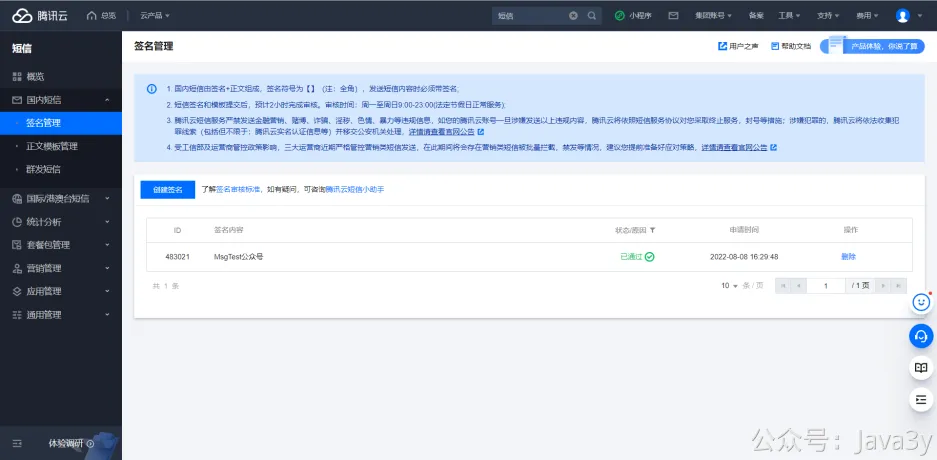 腾讯云 总览 云产品 短信 小程序 集团账号 备案 工具 支持 费用
短信
概览
国内短信
签名管理
正文模板管理
群发短信
国际/港澳台短信
统计分析
套餐包管理
营销管理
应用管理
通用管理
体验调研
签名管理 用户之声 帮助文档 产品体验，你说了算
1. 国内短信由签名+正文组成，签名符号为【】（注：全角），发送短信内容时必须带签名;
2. 短信签名和模板提交后，预计2小时完成审核。审核时间：周一至周日9:00-23:00(法定节假日正常服务);
3. 腾讯云短信服务严禁发送金融营销、赌博、诈骗、淫秽、色情、暴力等违规信息，如您的腾讯云账号一旦涉嫌发送以上违规内容，腾讯云将依照短信服务协议对您采取终止服务，封号等措施；涉嫌犯罪的，腾讯云将依法收集犯
罪线索（包括但不限于：腾讯云实名认证信息等）并移交公安机关处理，详情请查看官网公告
4. 受工信部及运营商管控政策影响，三大运营商近期严格管控营销类短信发送，在此期间将会存在营销类短信被批量拦截，禁发等情况，建议您提前准备好应对策略，详情请查看官网公告
创建签名 了解签名审核标准，如有疑问，可咨询腾讯云短信小助手
ID 签名内容 状态/原因 申请时间 操作
483021 MsgTest公众号 已通过 2022-08-08 16:29:48 删除
共 1 条 10 条 / 页 1 / 1 页
公众号：Java3y